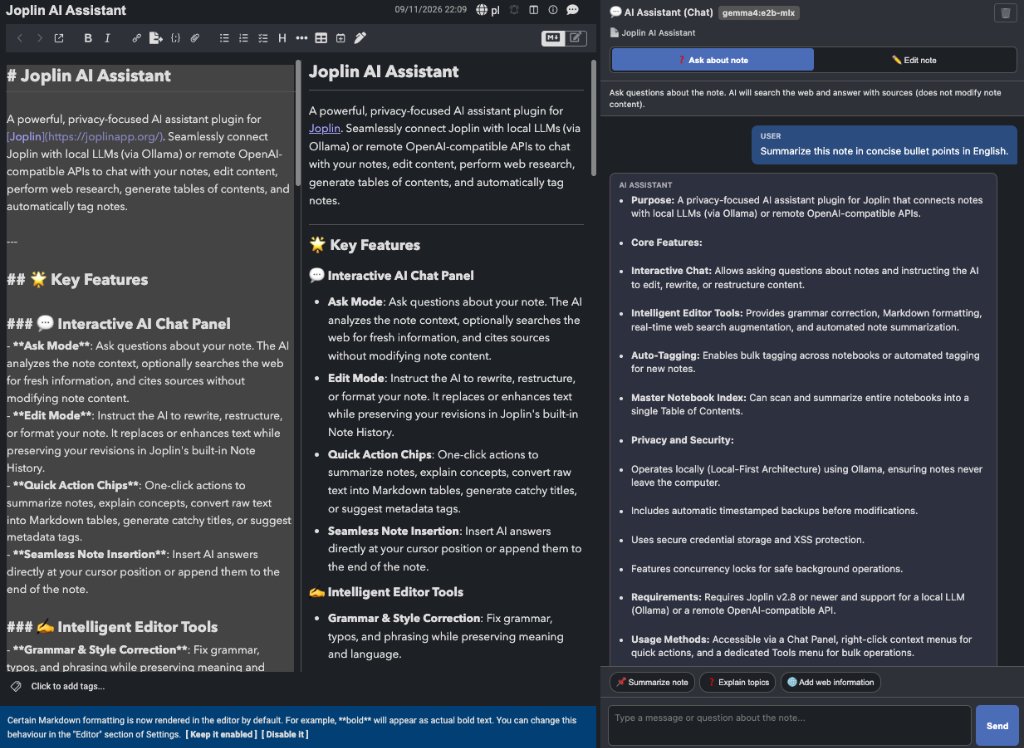 Joplin AI Assistant
09/11/2026 22:09
pl
B
I
H
M
# Joplin AI Assistant
A powerful, privacy-focused AI assistant plugin for
[Joplin](https://joplinapp.org/). Seamlessly connect
Joplin with local LLMs (via Ollama) or remote OpenAI-
compatible APIs to chat with your notes, edit content,
perform web research, generate tables of contents, and
automatically tag notes.
---
## 🌟 Key Features
### 💬 Interactive AI Chat Panel
- **Ask Mode**: Ask questions about your note. The AI
analyzes the note context, optionally searches the web
for fresh information, and cites sources without
modifying note content.
- **Edit Mode**: Instruct the AI to rewrite, restructure,
or format your note. It replaces or enhances text while
preserving your revisions in Joplin's built-in Note
History.
- **Quick Action Chips**: One-click actions to
summarize notes, explain concepts, convert raw text
into Markdown tables, generate catchy titles, or suggest
metadata tags.
- **Seamless Note Insertion**: Insert AI answers
directly at your cursor position or append them to the
end of the note.
### ✍️ Intelligent Editor Tools
- **Grammar & Style Correction**: Fix grammar,
typos, and phrasing while preserving meaning and
Joplin AI Assistant
A powerful, privacy-focused AI assistant plugin for
Joplin. Seamlessly connect Joplin with local LLMs (via
Ollama) or remote OpenAI-compatible APIs to chat
with your notes, edit content, perform web research,
generate tables of contents, and automatically tag
notes.
🌟 Key Features
💬 Interactive AI Chat Panel
• Ask Mode: Ask questions about your note. The AI
analyzes the note context, optionally searches the
web for fresh information, and cites sources
without modifying note content.
• Edit Mode: Instruct the AI to rewrite, restructure,
or format your note. It replaces or enhances text
while preserving your revisions in Joplin's built-in
Note History.
• Quick Action Chips: One-click actions to
summarize notes, explain concepts, convert raw
text into Markdown tables, generate catchy titles,
or suggest metadata tags.
• Seamless Note Insertion: Insert AI answers
directly at your cursor position or append them to
the end of the note.
✍️ Intelligent Editor Tools
• Grammar & Style Correction: Fix grammar,
typos, and phrasing while preserving meaning
and language.
Click to add tags...
Certain Markdown formatting is now rendered in the editor by default. For example, **bold** will appear as actual bold text. You can change this
behaviour in the "Editor" section of Settings. [Keep it enabled] [Disable it]
💬 AI Assistant (Chat) gemma4:e2b-mlx
Joplin AI Assistant
❓ Ask about note
✏️ Edit note
Ask questions about the note. AI will search the web and answer with sources (does not modify note
content).
USER
Summarize this note in concise bullet points in English.
AI ASSISTANT
• Purpose: A privacy-focused AI assistant plugin for Joplin that connects notes
with local LLMs (via Ollama) or remote OpenAI-compatible APIs.
• Core Features:
• Interactive Chat: Allows asking questions about notes and instructing the AI
to edit, rewrite, or restructure content.
• Intelligent Editor Tools: Provides grammar correction, Markdown formatting,
real-time web search augmentation, and automated note summarization.
• Auto-Tagging: Enables bulk tagging across notebooks or automated tagging
for new notes.
• Master Notebook Index: Can scan and summarize entire notebooks into a
single Table of Contents.
• Privacy and Security:
• Operates locally (Local-First Architecture) using Ollama, ensuring notes never
leave the computer.
• Includes automatic timestamped backups before modifications.
• Uses secure credential storage and XSS protection.
• Features concurrency locks for safe background operations.
• Requirements: Requires Joplin v2.8 or newer and support for a local LLM
(Ollama) or a remote OpenAI-compatible API.
• Usage Methods: Accessible via a Chat Panel, right-click context menus for
quick actions, and a dedicated Tools menu for bulk operations.
📌 Summarize note
❓ Explain topics
🌐 Add web information
Type a message or question about the note...
Send